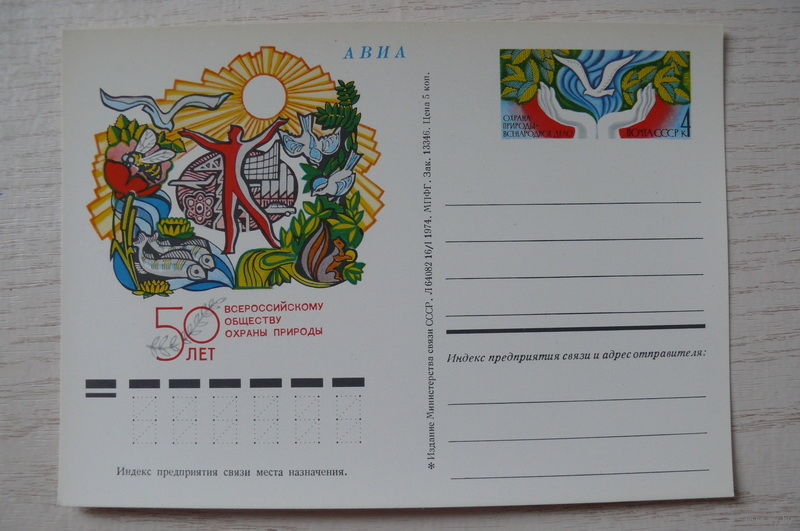 АВИА
ОХРАНА
ПРИРОДЫ-
ВСЕНАРОДНОЕ ДЕЛО
ПОЧТА СССР
4
К
50
ЛЕТ
ВСЕРОССИЙСКОМУ
ОБЩЕСТВУ
ОХРАНЫ ПРИРОДЫ
Индекс предприятия связи места назначения.
✻ Издание Министерства связи СССР. Л 64082 16/I 1974. МПФГ. Зак. 13346. Цена 5 коп.
Индекс предприятия связи и адрес отправителя: